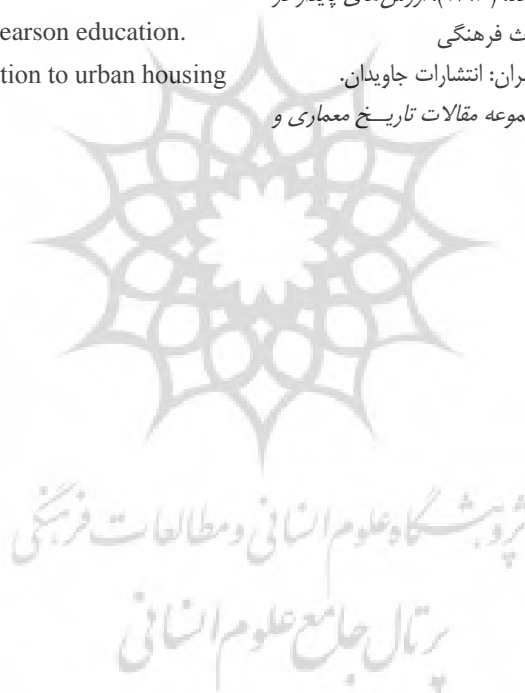 earson education.
tion to urban housing
ث فرهنگی
ران: انتشارات جاویدان.
موعه مقالات تاریخ معماری و
پژوهشگاه علوم انسانی و مطالعات فرهنگی
پرتال جامع علوم انسانی